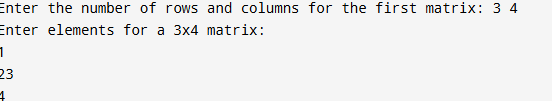 Enter the number of rows and columns for the first matrix: 3 4
Enter elements for a 3x4 matrix:
1
23
4